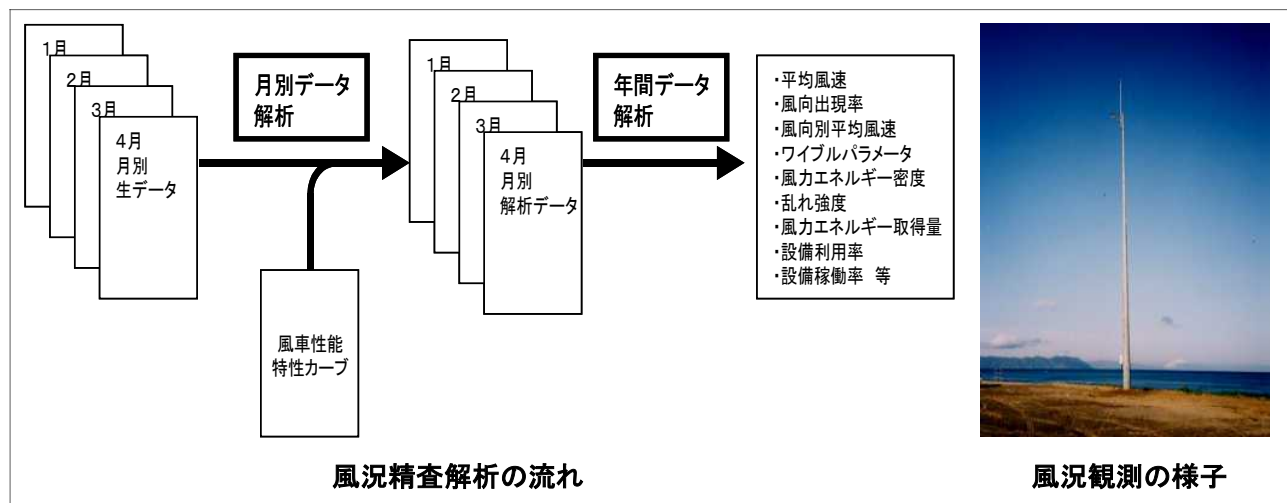 1月
2月
3月
4月
月別
生データ
月別データ
解析
風車性能
特性カーブ
1月
2月
3月
4月
月別
解析データ
年間データ
解析
・平均風速
・風向出現率
・風向別平均風速
・ワイブルパラメータ
・風力エネルギー密度
・乱れ強度
・風力エネルギー取得量
・設備利用率
・設備稼働率 等
風況精査解析の流れ
風況観測の様子